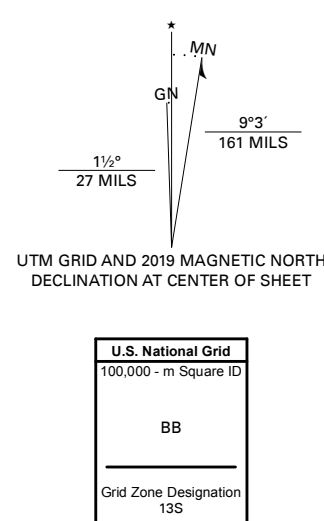 ★
MN
GN
9°3´
161 MILS
1½°
27 MILS
UTM GRID AND 2019 MAGNETIC NORTH
DECLINATION AT CENTER OF SHEET
U.S. National Grid
100,000 - m Square ID
BB
Grid Zone Designation
13S